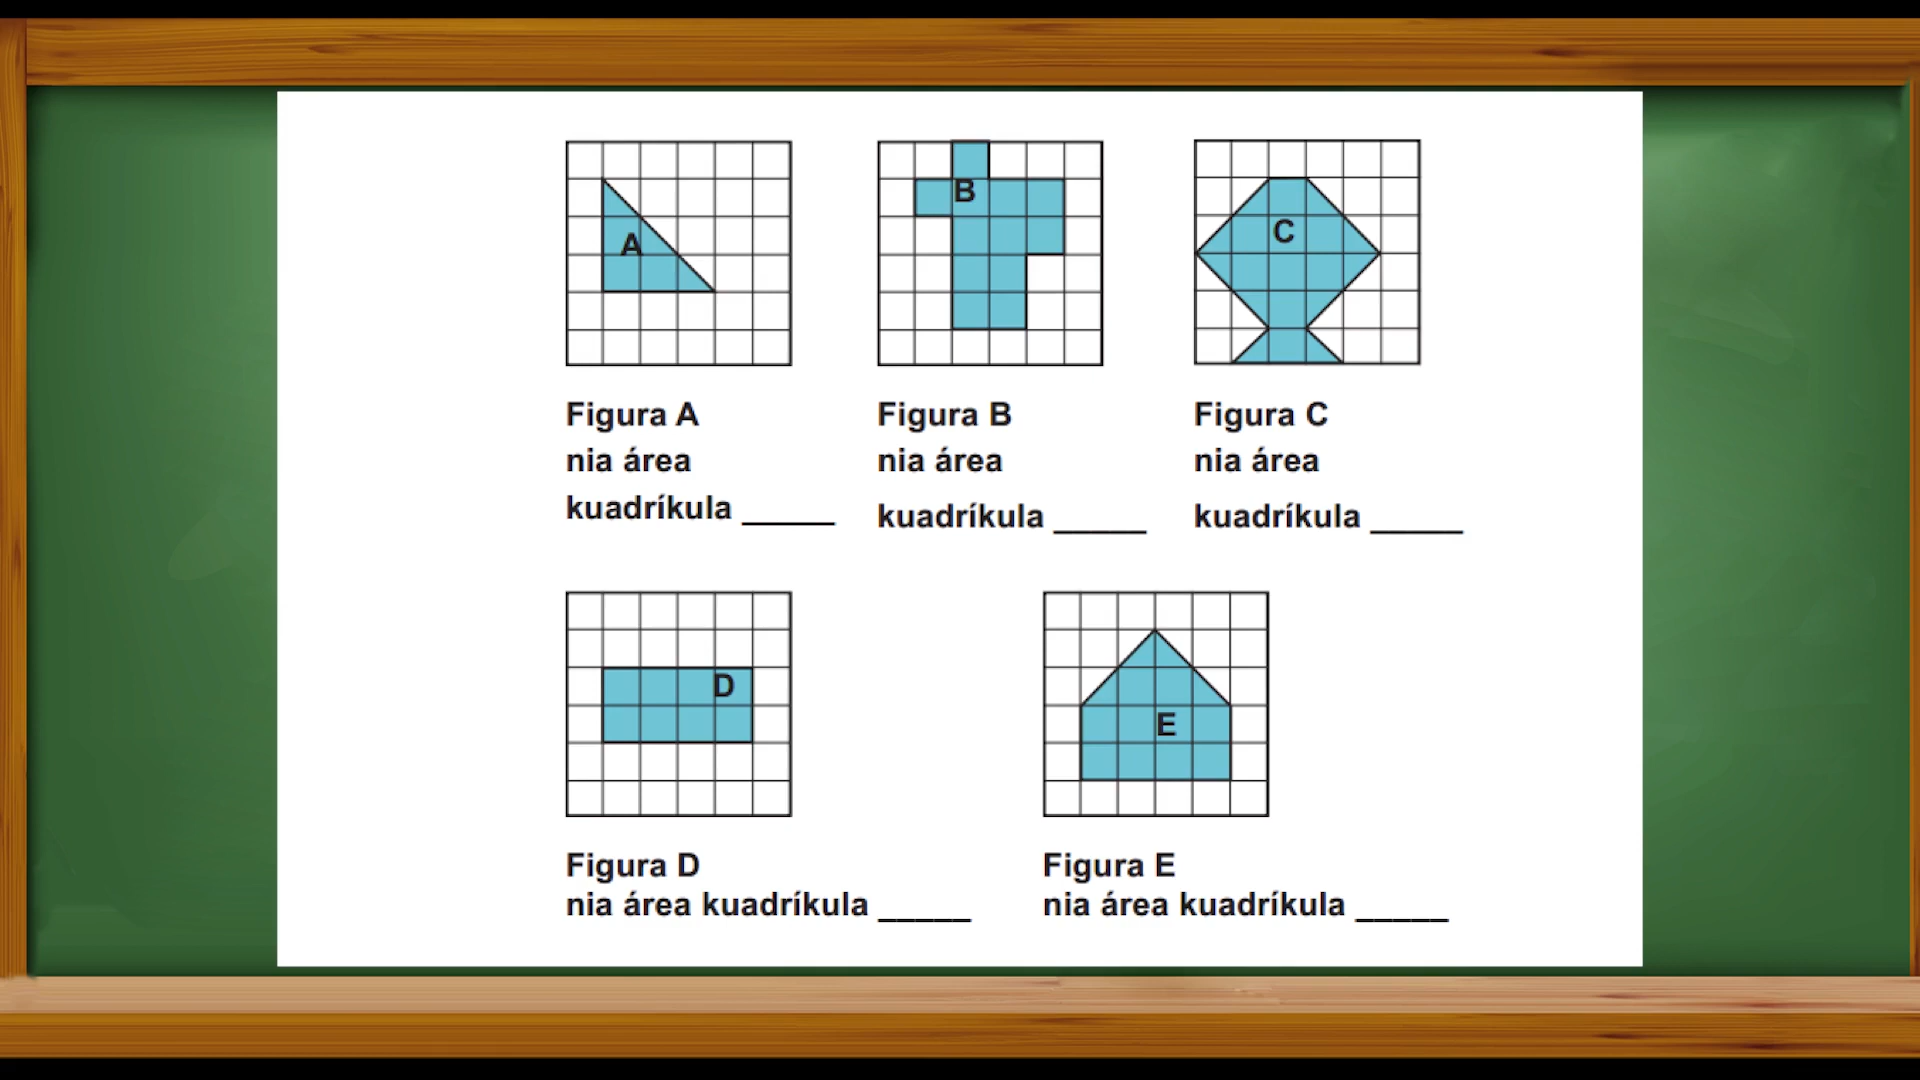 A
B
C
Figura A
nia área
kuadríkula _____
Figura B
nia área
kuadríkula _____
Figura C
nia área
kuadríkula _____
D
E
Figura D
nia área kuadríkula _____
Figura E
nia área kuadríkula _____